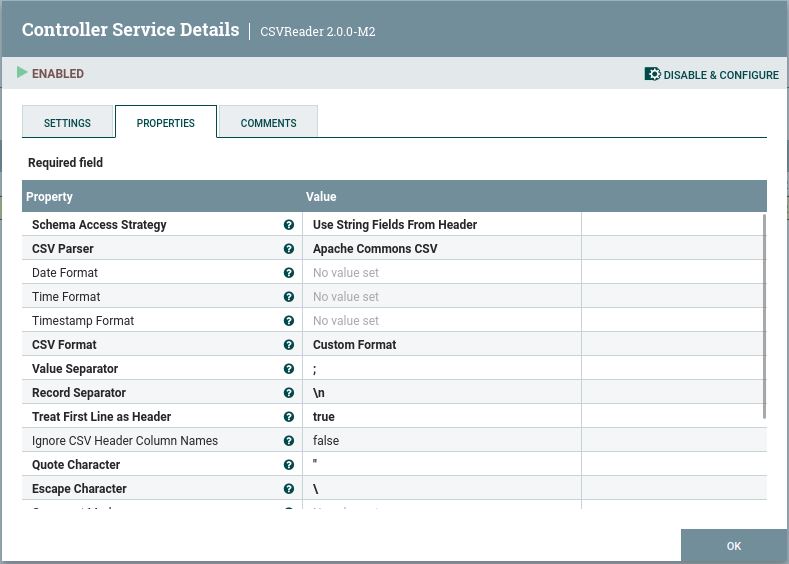 Controller Service Details | CSVReader 2.0.0-M2
ENABLED
DISABLE & CONFIGURE
SETTINGS PROPERTIES COMMENTS
Required field
Property Value
Schema Access Strategy ? Use String Fields From Header
CSV Parser ? Apache Commons CSV
Date Format ? No value set
Time Format ? No value set
Timestamp Format ? No value set
CSV Format ? Custom Format
Value Separator ? ;
Record Separator ? \n
Treat First Line as Header ? true
Ignore CSV Header Column Names ? false
Quote Character ? "
Escape Character ? \
OK